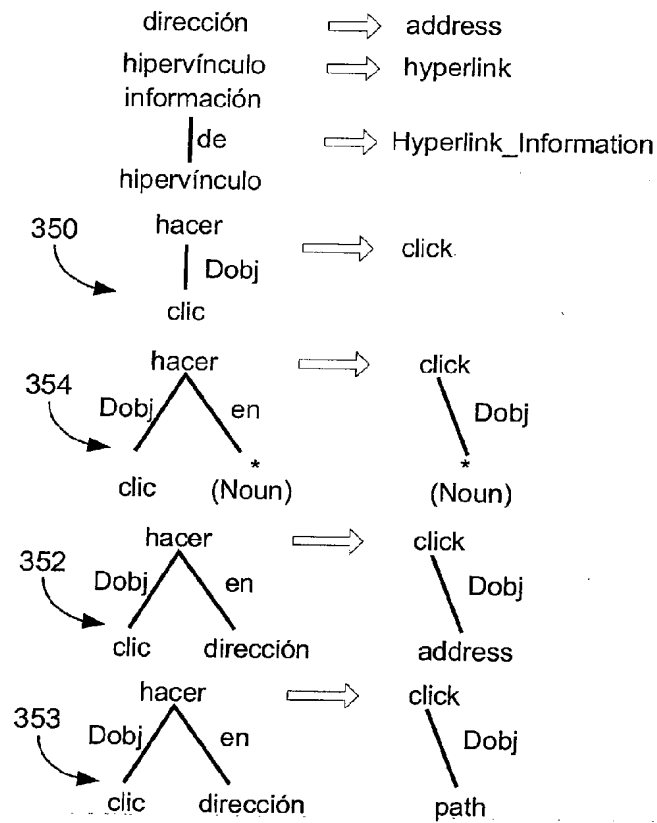 dirección address
hipervínculo hyperlink
información
de Hyperlink_Information
hipervínculo
350 hacer click
Dobj
clic
hacer click
354 Dobj en Dobj
* *
clic (Noun) (Noun)
hacer click
352 Dobj en Dobj
clic dirección address
hacer click
353 Dobj en Dobj
clic dirección path